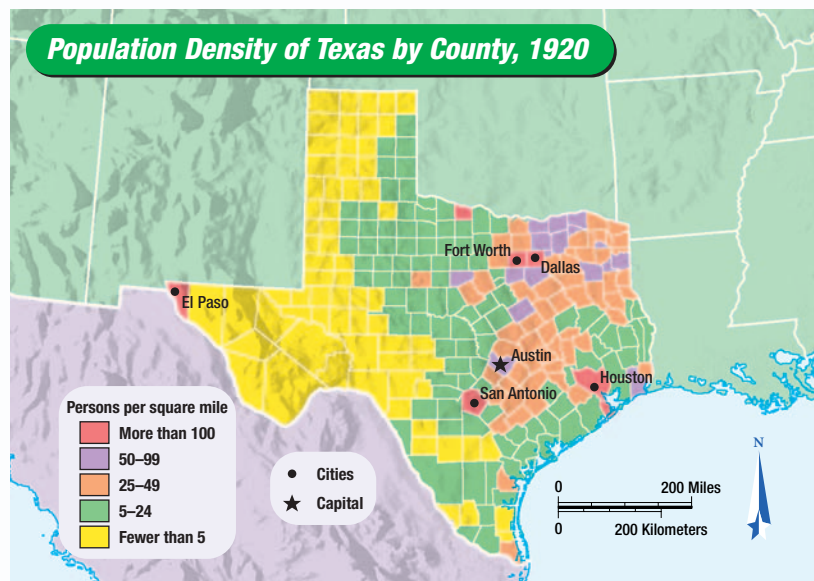 Population Density of Texas by County, 1920
Fort Worth
Dallas
El Paso
Austin
Houston
San Antonio
Persons per square mile
More than 100
50–99
25–49
5–24
Fewer than 5
Cities
Capital
0 200 Miles
0 200 Kilometers
N